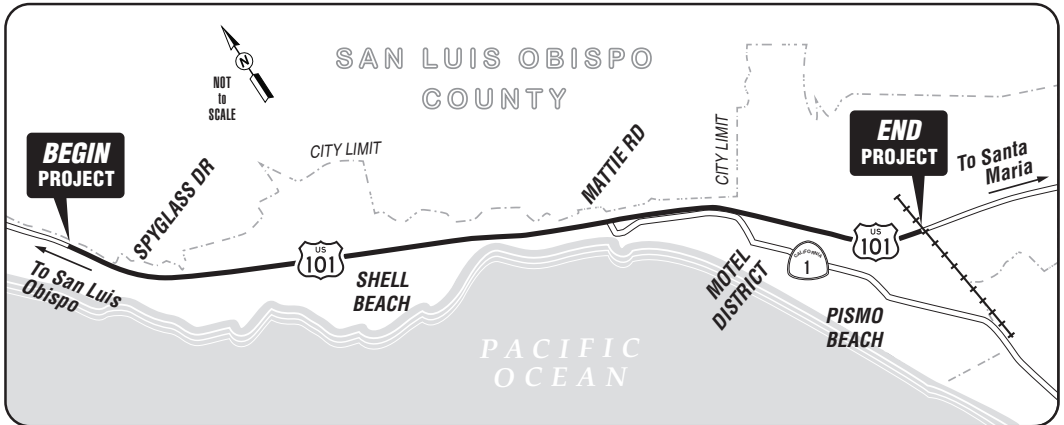 SAN LUIS OBISPO
COUNTY
N
NOT
to
SCALE
BEGIN
PROJECT
SPYGLASS DR
CITY LIMIT
MATTIE RD
CITY LIMIT
END
PROJECT
To Santa
Maria
To San Luis
Obispo
US
101
SHELL
BEACH
MOTEL
DISTRICT
CALIFORNIA
1
US
101
PISMO
BEACH
PACIFIC
OCEAN